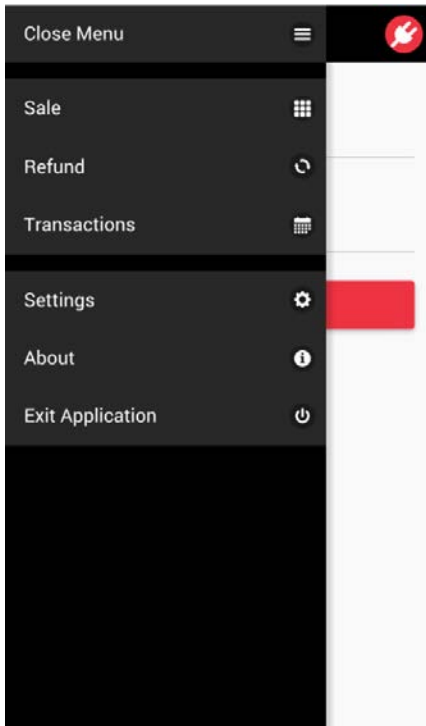 Close Menu
Sale
Refund
Transactions
Settings
About
Exit Application